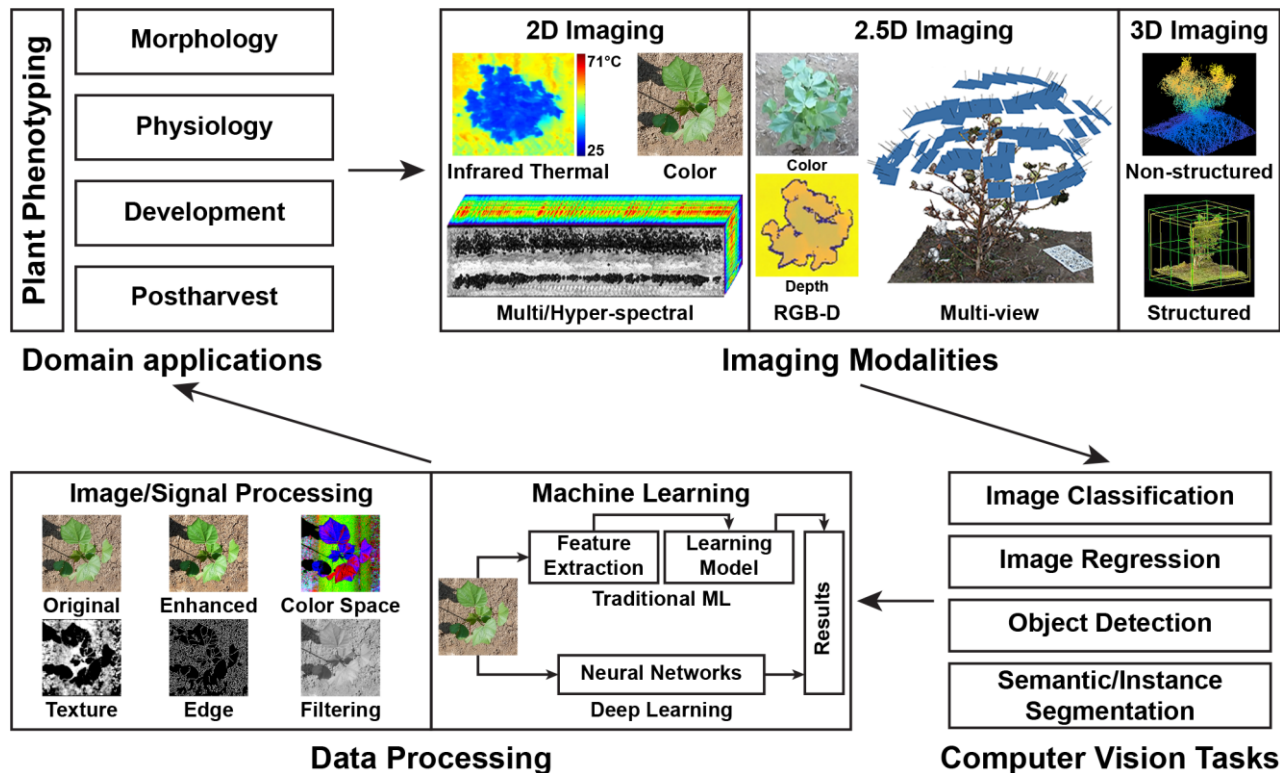 Plant Phenotyping
Morphology
Physiology
Development
Postharvest
Domain applications
2D Imaging
71°C
25
Infrared Thermal
Color
Multi/Hyper-spectral
2.5D Imaging
Color
Depth
RGB-D
Multi-view
3D Imaging
Non-structured
Structured
Imaging Modalities
Image/Signal Processing
Original
Enhanced
Color Space
Texture
Edge
Filtering
Machine Learning
Feature
Extraction
Learning
Model
Traditional ML
Results
Neural Networks
Deep Learning
Data Processing
Image Classification
Image Regression
Object Detection
Semantic/Instance
Segmentation
Computer Vision Tasks